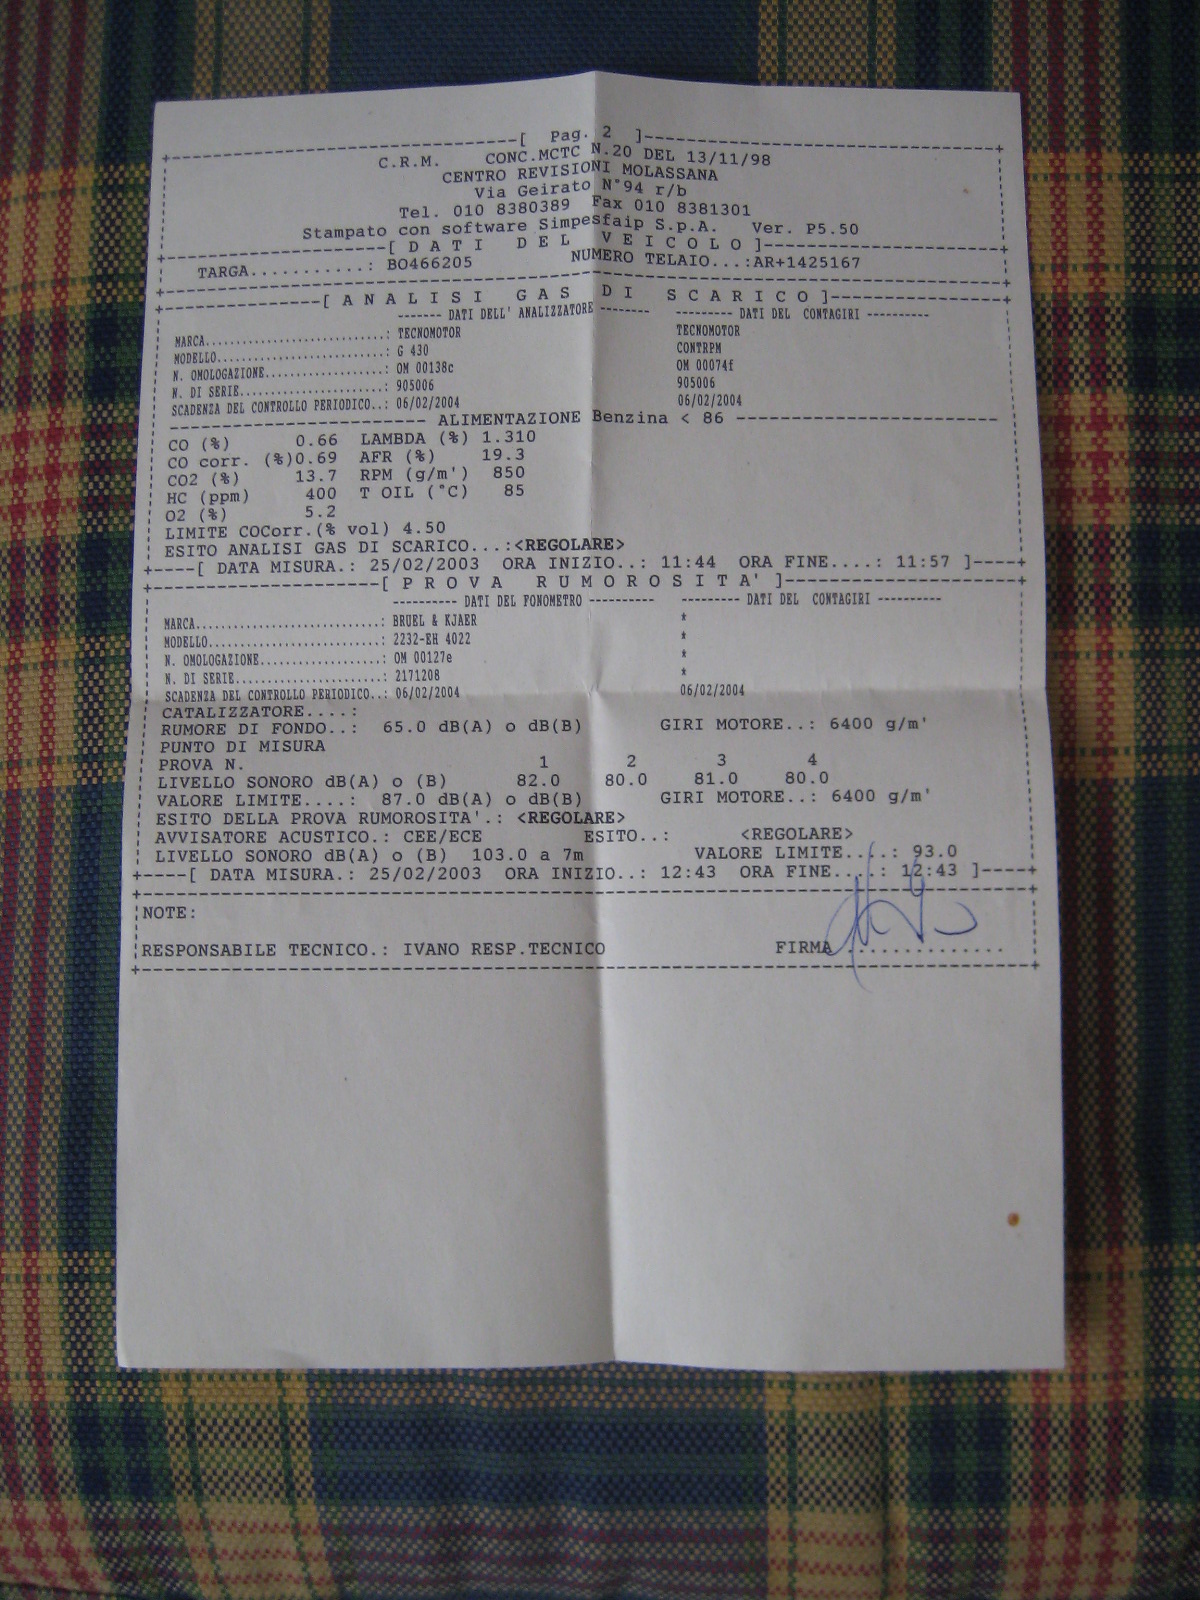 [ Pag. 2 ]
C.R.M. CONC.MCTC N.20 DEL 13/11/98
CENTRO REVISIONI MOLASSANA
Via Geirato N°94 r/b
Tel. 010 8380389 Fax 010 8381301
Stampato con software Simpesfaip S.p.A. Ver. P5.50
[ D A T I D E L V E I C O L O ]
TARGA...........: BO466205 NUMERO TELAIO...:AR+1425167
[ A N A L I S I G A S D I S C A R I C O ]
------- DATI DELL' ANALIZZATORE -------- --------- DATI DEL CONTAGIRI ----------
MARCA............................: TECNOMOTOR TECNOMOTOR
MODELLO..........................: G 430 CONTRPM
N. OMOLOGAZIONE..................: OM 00138c OM 00074f
N. DI SERIE......................: 905006 905006
SCADENZA DEL CONTROLLO PERIODICO..: 06/02/2004 06/02/2004
ALIMENTAZIONE Benzina < 86
CO (%) 0.66 LAMBDA (%) 1.310
CO corr. (%)0.69 AFR (%) 19.3
CO2 (%) 13.7 RPM (g/m') 850
HC (ppm) 400 T OIL (°C) 85
O2 (%) 5.2
LIMITE COCorr.(% vol) 4.50
ESITO ANALISI GAS DI SCARICO...:<REGOLARE>
+----[ DATA MISURA.: 25/02/2003 ORA INIZIO..: 11:44 ORA FINE....: 11:57 ]----+
[ P R O V A R U M O R O S I T A' ]
---------- DATI DEL FONOMETRO ---------- --------- DATI DEL CONTAGIRI ----------
MARCA............................: BRUEL & KJAER *
MODELLO..........................: 2232-EH 4022 *
N. OMOLOGAZIONE..................: OM 00127e *
N. DI SERIE......................: 2171208 *
SCADENZA DEL CONTROLLO PERIODICO..: 06/02/2004 06/02/2004
CATALIZZATORE....:
RUMORE DI FONDO..: 65.0 dB(A) o dB(B) GIRI MOTORE..: 6400 g/m'
PUNTO DI MISURA
PROVA N. 1 2 3 4
LIVELLO SONORO dB(A) o (B) 82.0 80.0 81.0 80.0
VALORE LIMITE....: 87.0 dB(A) o dB(B) GIRI MOTORE..: 6400 g/m'
ESITO DELLA PROVA RUMOROSITA'.: <REGOLARE>
AVVISATORE ACUSTICO.: CEE/ECE ESITO..: <REGOLARE>
LIVELLO SONORO dB(A) o (B) 103.0 a 7m VALORE LIMITE....: 93.0
+----[ DATA MISURA.: 25/02/2003 ORA INIZIO..: 12:43 ORA FINE....: 12:43 ]----+
NOTE:
RESPONSABILE TECNICO.: IVANO RESP.TECNICO FIRMA ...............